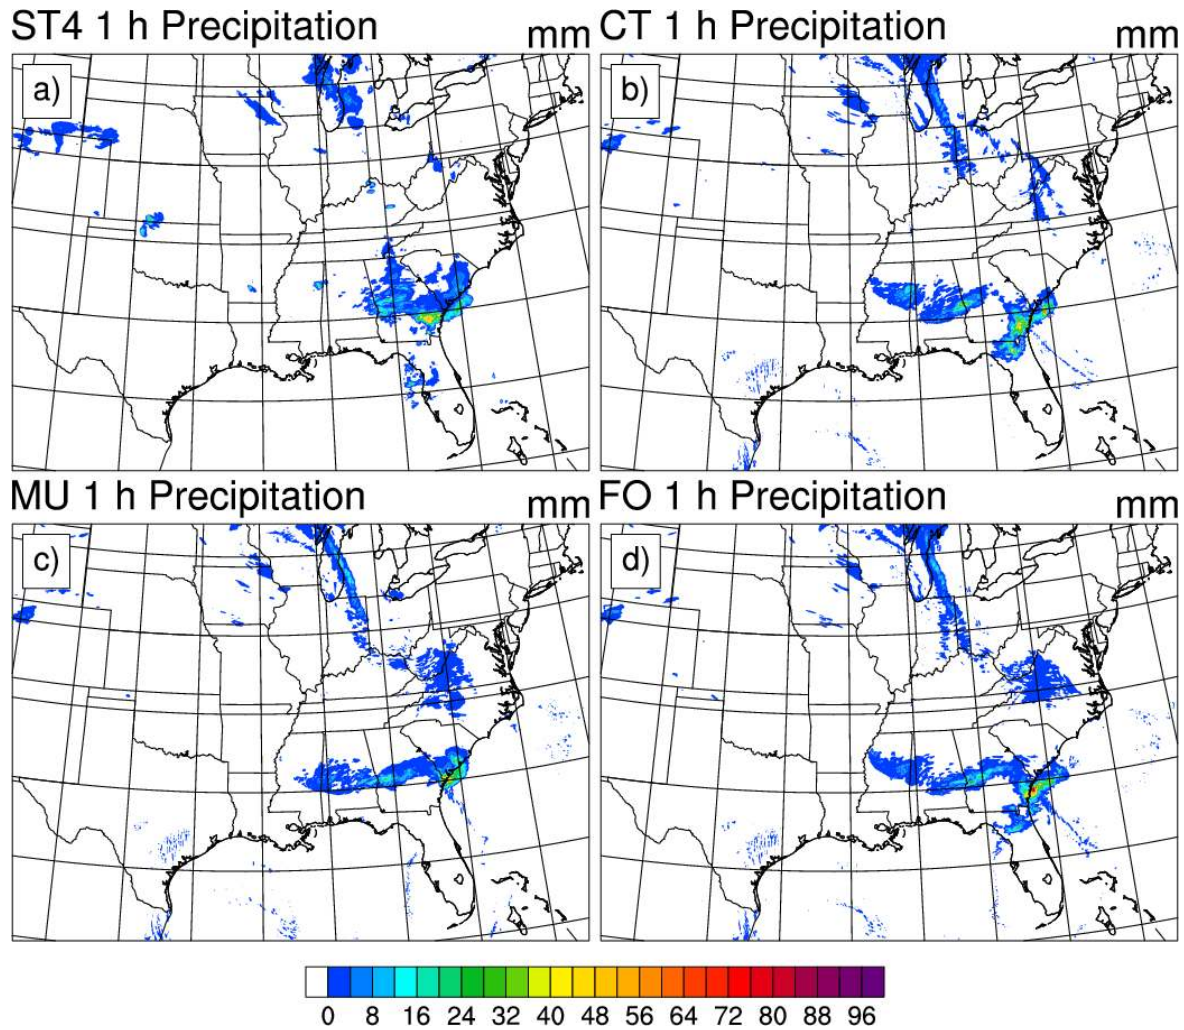 ST4 1 h Precipitation mm
CT 1 h Precipitation mm
a)
b)
MU 1 h Precipitation mm
FO 1 h Precipitation mm
c)
d)
0 8 16 24 32 40 48 56 64 72 80 88 96